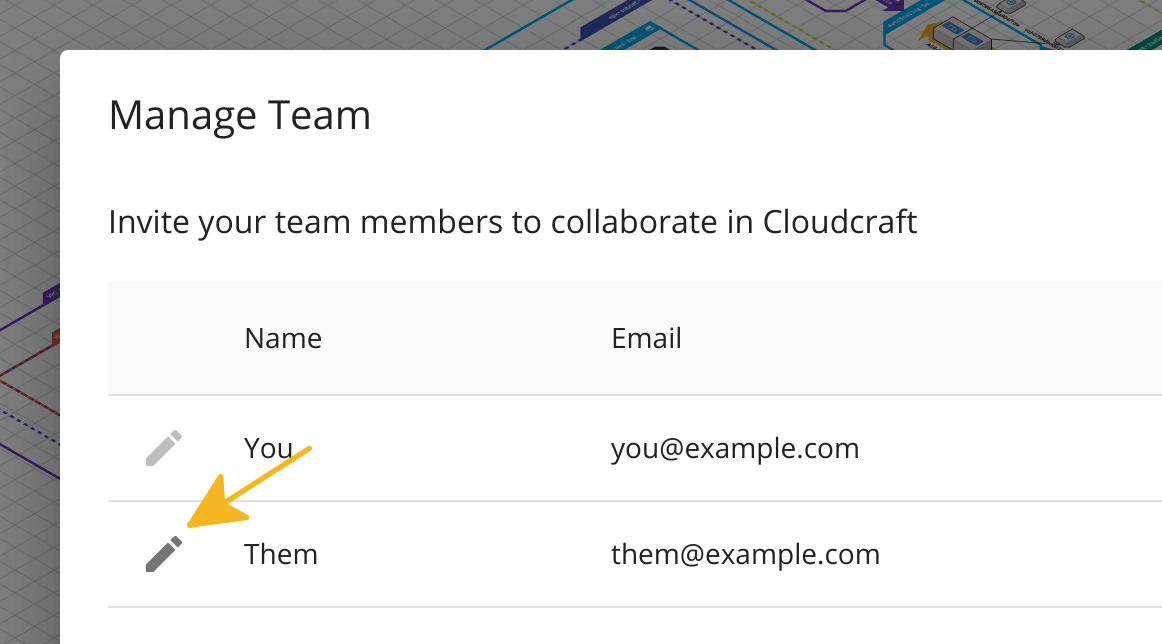 Manage Team
Invite your team members to collaborate in Cloudcraft
Name Email
You you@example.com
Them them@example.com